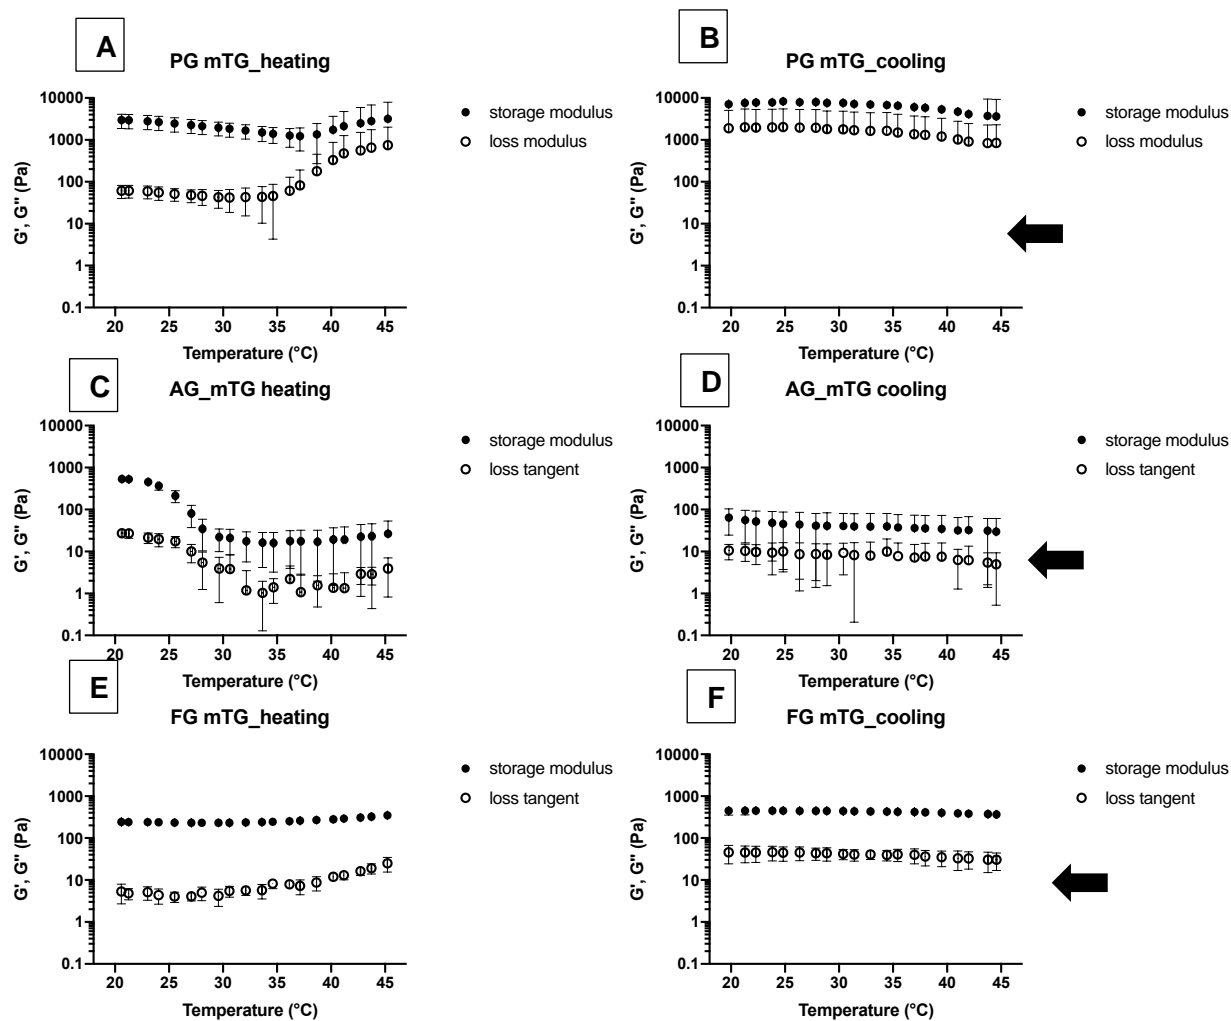 A
PG mTG_heating
10000
1000
100
10
1
0.1
G', G'' (Pa)
20 25 30 35 40 45
Temperature (°C)
storage modulus
loss modulus
B
PG mTG_cooling
10000
1000
100
10
1
0.1
G', G'' (Pa)
20 25 30 35 40 45
Temperature (°C)
storage modulus
loss modulus
C
AG_mTG heating
10000
1000
100
10
1
0.1
G', G'' (Pa)
20 25 30 35 40 45
Temperature (°C)
storage modulus
loss tangent
D
AG_mTG cooling
10000
1000
100
10
1
0.1
G', G'' (Pa)
20 25 30 35 40 45
Temperature (°C)
storage modulus
loss tangent
E
FG mTG_heating
10000
1000
100
10
1
0.1
G', G'' (Pa)
20 25 30 35 40 45
Temperature (°C)
storage modulus
loss tangent
F
FG mTG_cooling
10000
1000
100
10
1
0.1
G', G'' (Pa)
20 25 30 35 40 45
Temperature (°C)
storage modulus
loss tangent